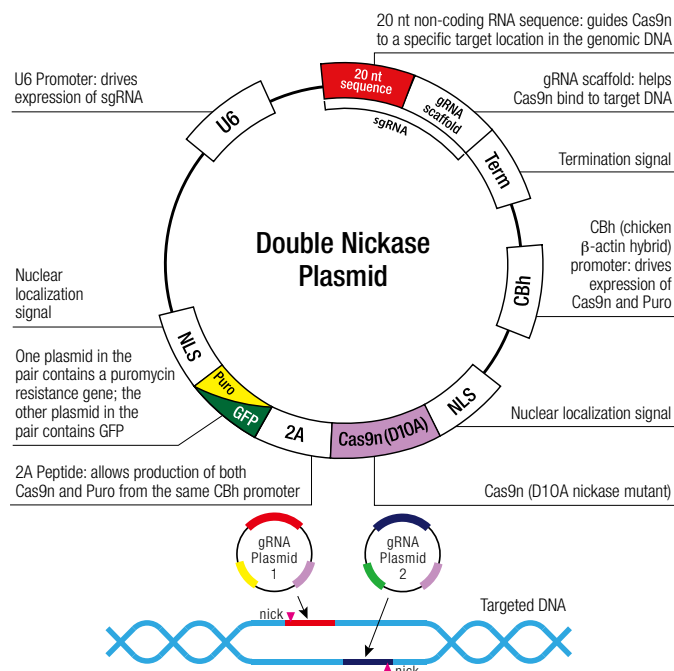 20 nt non-coding RNA sequence: guides Cas9n
to a specific target location in the genomic DNA
U6 Promoter: drives
expression of sgRNA
gRNA scaffold: helps
Cas9n bind to target DNA
20 nt
sequence
gRNA
scaffold
sgRNA
U6
Term
Termination signal
Double Nickase
Plasmid
CBh (chicken
β-actin hybrid)
promoter: drives
expression of
Cas9n and Puro
CBh
Nuclear
localization
signal
NLS
One plasmid in the
pair contains a puromycin
resistance gene; the
other plasmid in the
pair contains GFP
Puro
GFP
2A
Cas9n (D10A)
NLS
Nuclear localization signal
2A Peptide: allows production of both
Cas9n and Puro from the same CBh promoter
Cas9n (D10A nickase mutant)
gRNA
Plasmid
1
gRNA
Plasmid
2
nick
Targeted DNA
nick